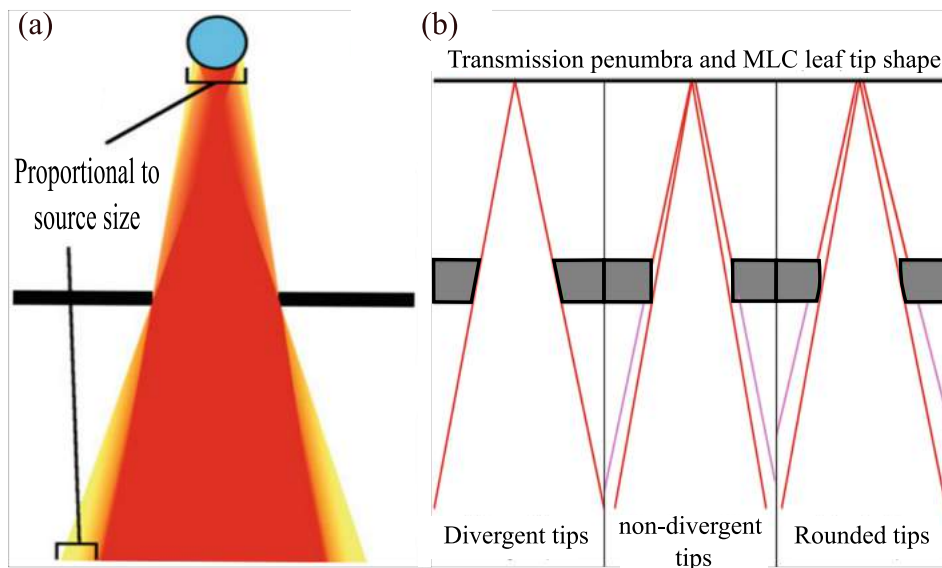 (a)
Proportional to
source size
(b)
Transmission penumbra and MLC leaf tip shape
Divergent tips
non-divergent
tips
Rounded tips